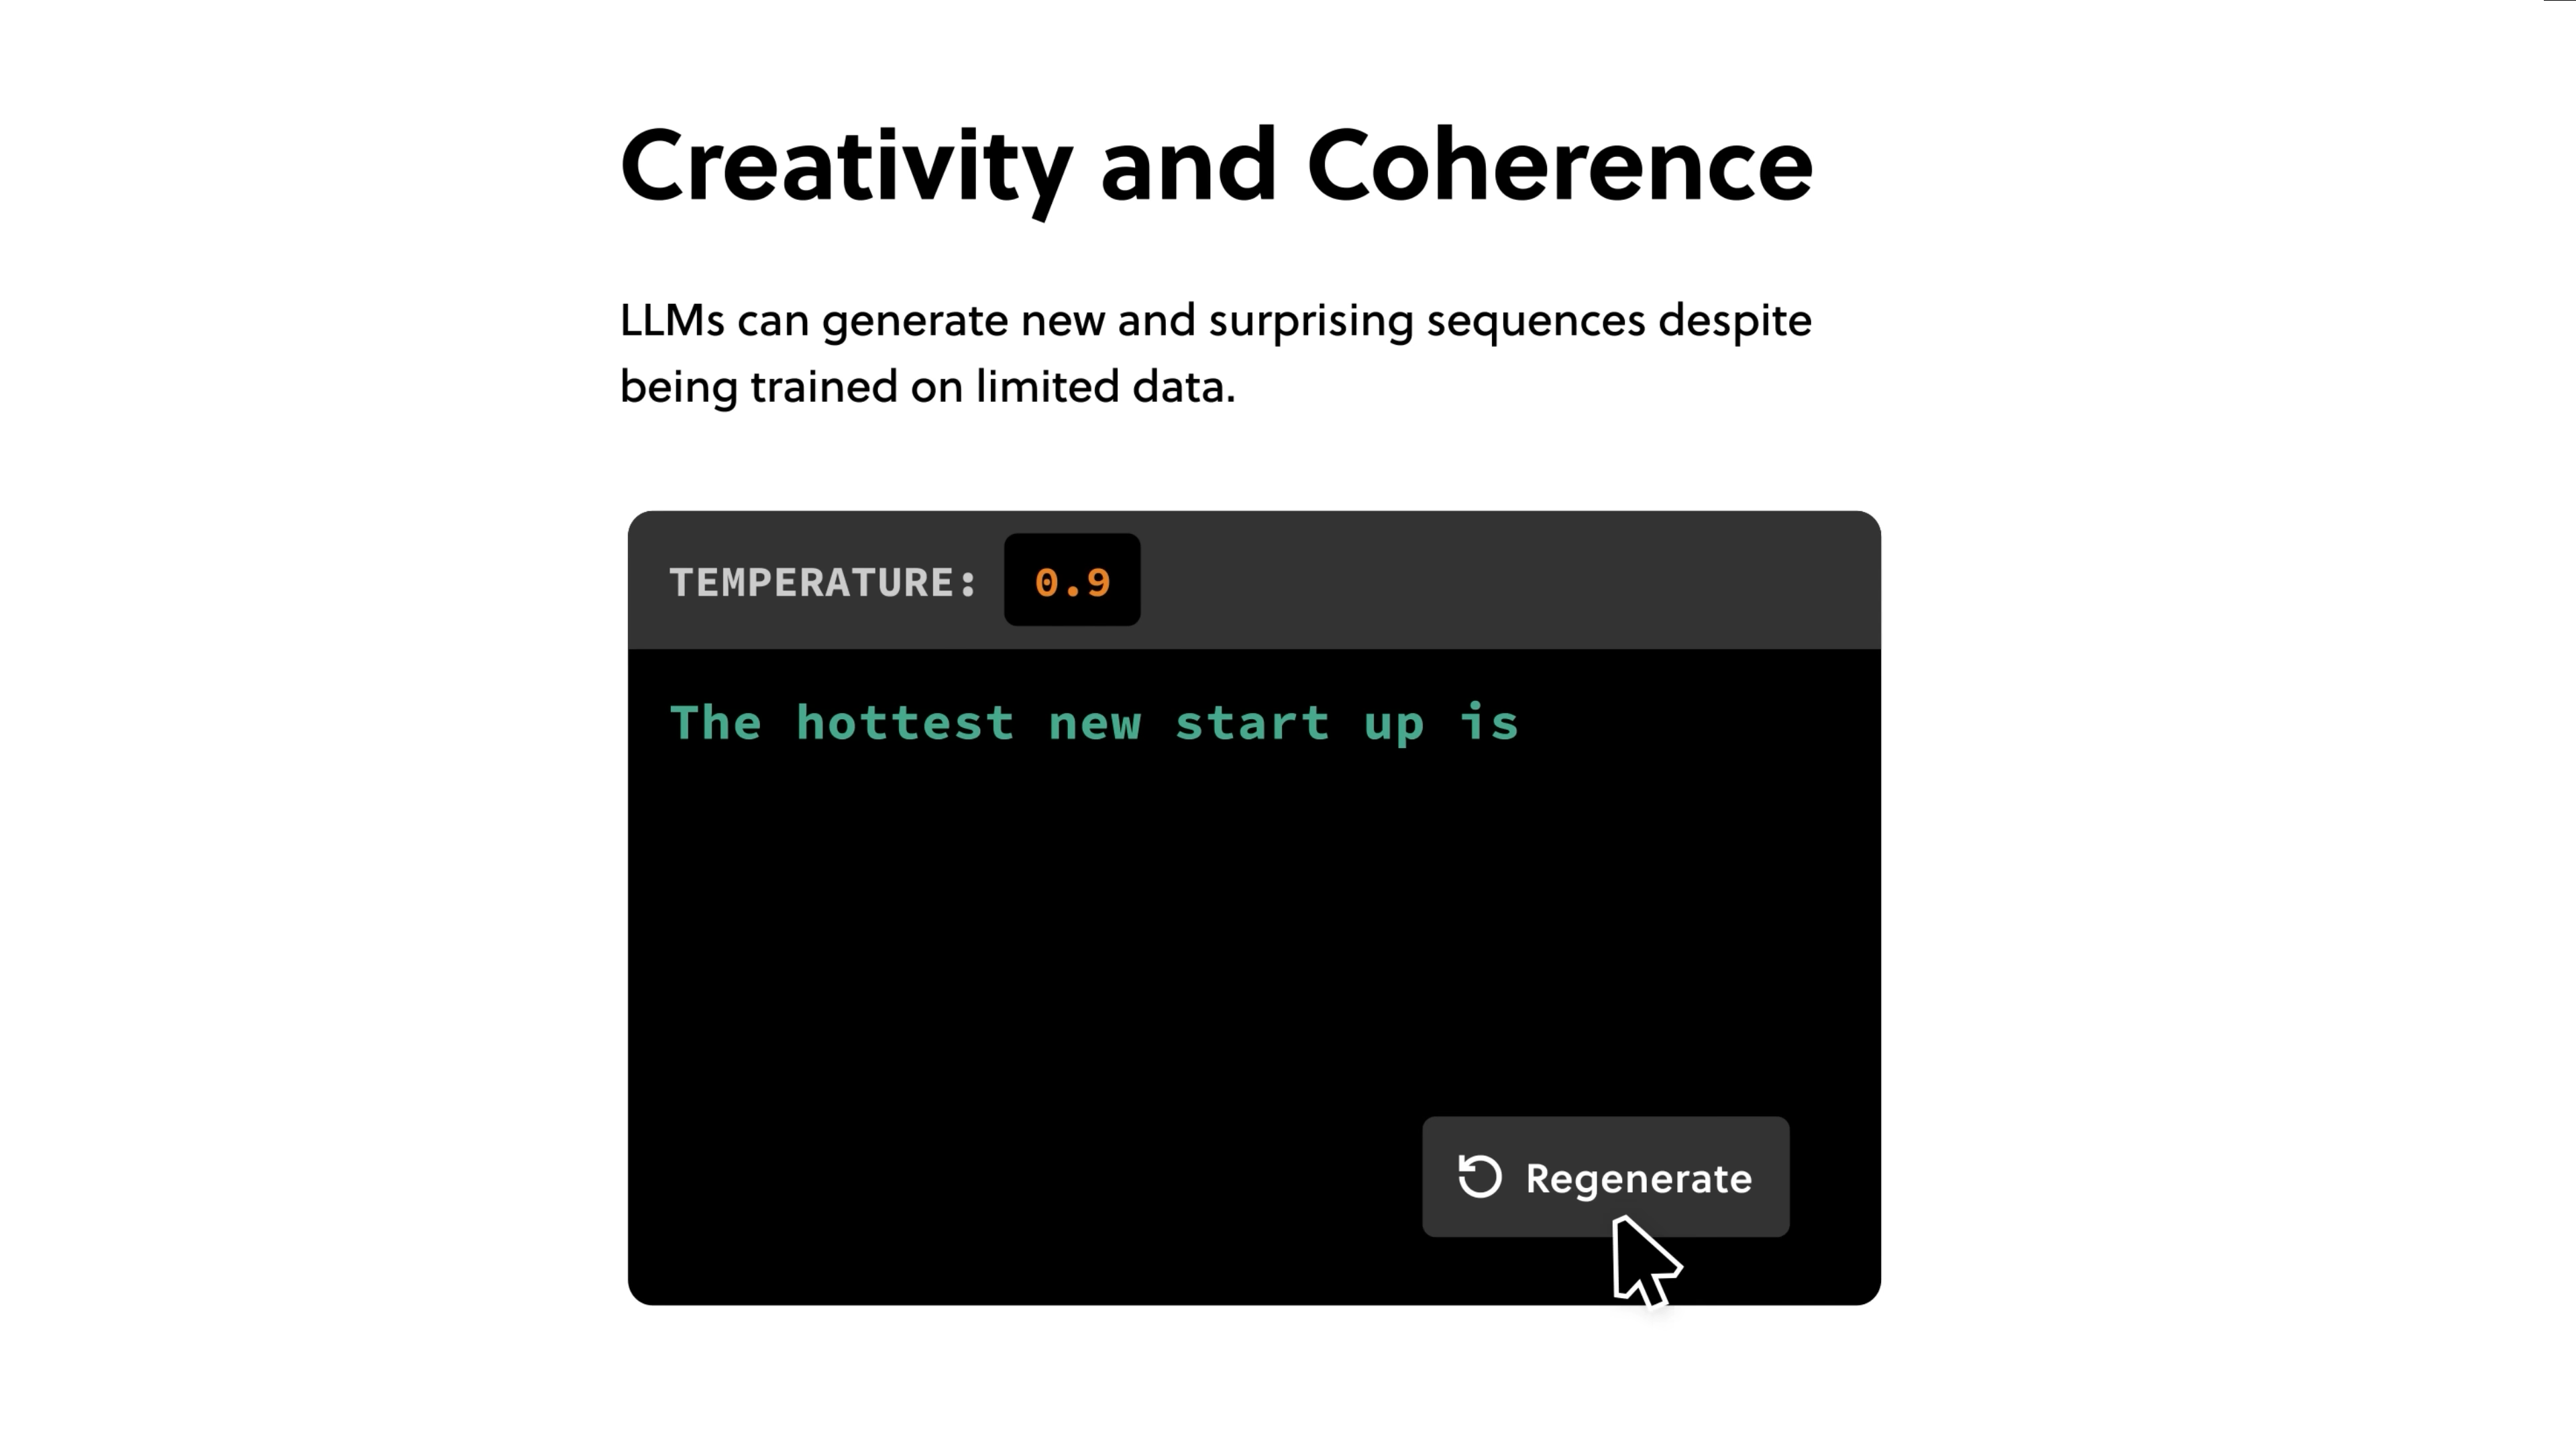 Creativity and Coherence
LLMs can generate new and surprising sequences despite
being trained on limited data.
TEMPERATURE: 0.9
The hottest new start up is
Regenerate